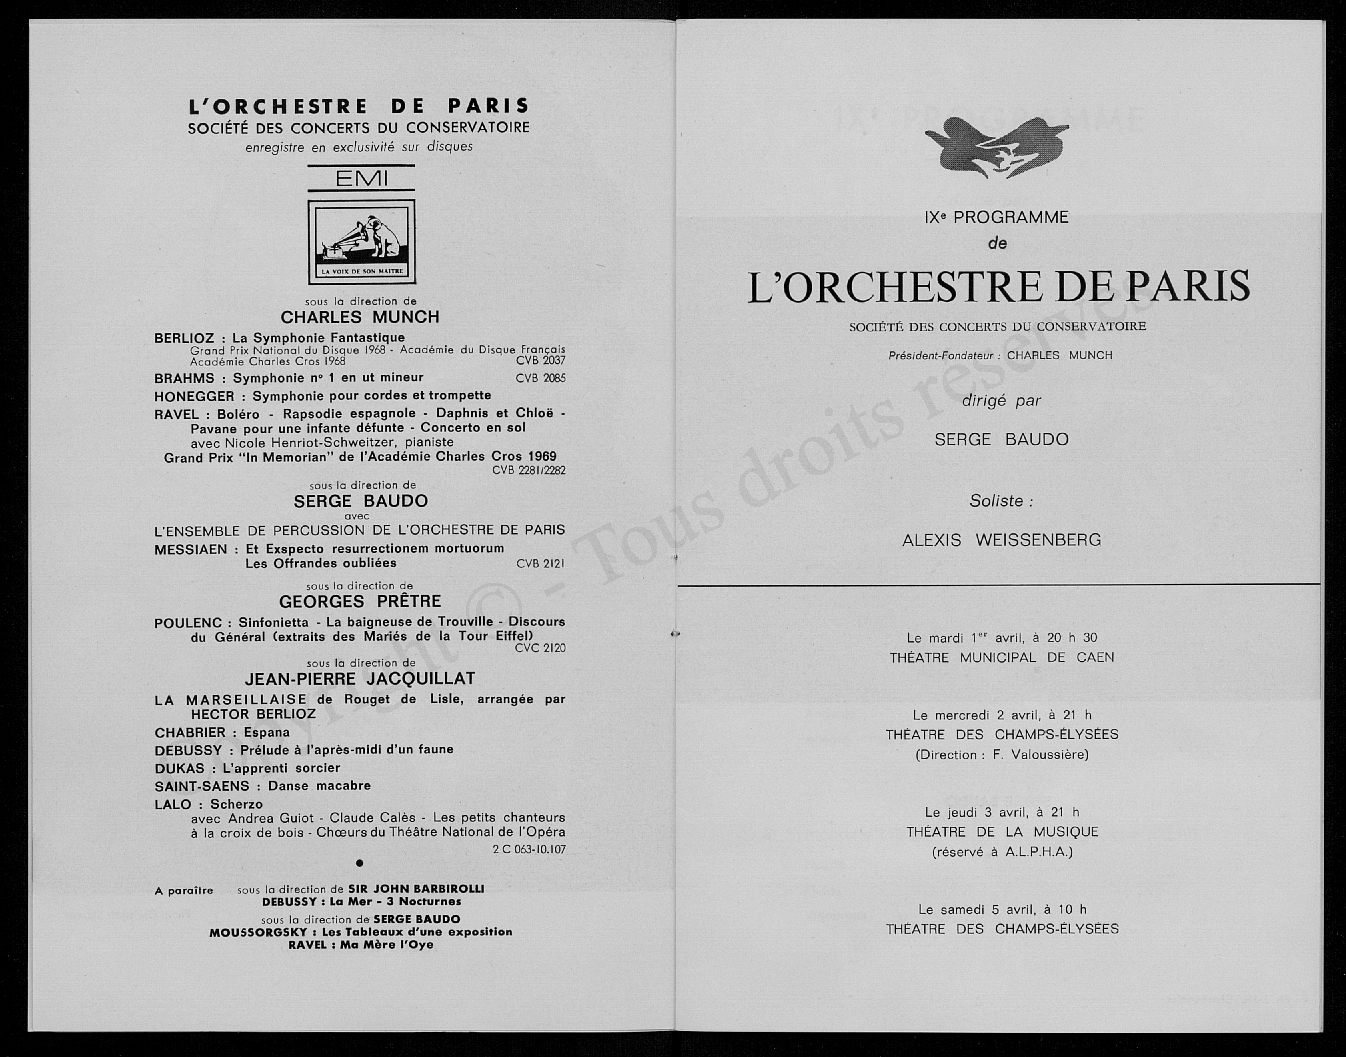 L'ORCHESTRE DE PARIS
SOCIÉTÉ DES CONCERTS DU CONSERVATOIRE
enregistre en exclusivité sur disques
EMI
LA VOIX DE SON MAITRE
sous la direction de
CHARLES MUNCH
BERLIOZ : La Symphonie Fantastique
Grand Prix National du Disque 1968 - Académie du Disque Français
Académie Charles Cros 1968 CVB 2037
BRAHMS : Symphonie nº 1 en ut mineur CVB 2085
HONEGGER : Symphonie pour cordes et trompette
RAVEL : Boléro - Rapsodie espagnole - Daphnis et Chloë -
Pavane pour une infante défunte - Concerto en sol
avec Nicole Henriot-Schweitzer, pianiste
Grand Prix "In Memorian" de l'Académie Charles Cros 1969
CVB 2281/2282
sous la direction de
SERGE BAUDO
avec
L'ENSEMBLE DE PERCUSSION DE L'ORCHESTRE DE PARIS
MESSIAEN : Et Exspecto resurrectionem mortuorum
Les Offrandes oubliées CVB 2121
sous la direction de
GEORGES PRÊTRE
POULENC : Sinfonietta - La baigneuse de Trouville - Discours
du Général (extraits des Mariés de la Tour Eiffel)
CVC 2120
sous la direction de
JEAN-PIERRE JACQUILLAT
LA MARSEILLAISE de Rouget de Lisle, arrangée par
HECTOR BERLIOZ
CHABRIER : Espana
DEBUSSY : Prélude à l'après-midi d'un faune
DUKAS : L'apprenti sorcier
SAINT-SAENS : Danse macabre
LALO : Scherzo
avec Andrea Guiot - Claude Calès - Les petits chanteurs
à la croix de bois - Chœurs du Théâtre National de l'Opéra
2 C 063-10.107
A paraître sous la direction de SIR JOHN BARBIROLLI
DEBUSSY : La Mer - 3 Nocturnes
sous la direction de SERGE BAUDO
MOUSSORGSKY : Les Tableaux d'une exposition
RAVEL : Ma Mère l'Oye
IXe PROGRAMME
de
L'ORCHESTRE DE PARIS
SOCIÉTÉ DES CONCERTS DU CONSERVATOIRE
Président-Fondateur : CHARLES MUNCH
dirigé par
SERGE BAUDO
Soliste :
ALEXIS WEISSENBERG
Le mardi 1er avril, à 20 h 30
THÉATRE MUNICIPAL DE CAEN
Le mercredi 2 avril, à 21 h
THÉATRE DES CHAMPS-ÉLYSÉES
(Direction : F. Valoussière)
Le jeudi 3 avril, à 21 h
THÉATRE DE LA MUSIQUE
(réservé à A.L.P.H.A.)
Le samedi 5 avril, à 10 h
THÉATRE DES CHAMPS-ÉLYSÉES
Copyright © - Tous droits réservés